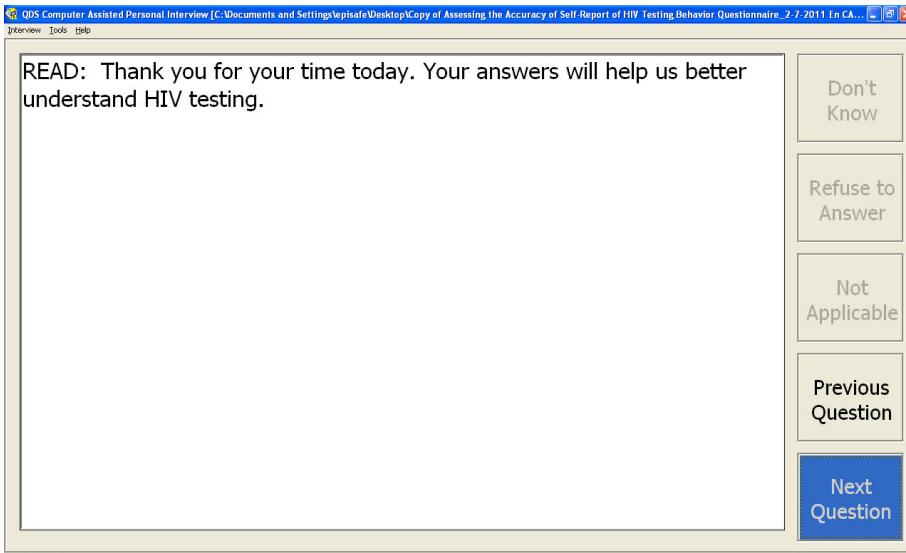 QDS Computer Assisted Personal Interview [C:\Documents and Settings\episafe\Desktop\Copy of Assessing the Accuracy of Self-Report of HIV Testing Behavior Questionnaire_2-7-2011 En CA...
Interview Tools Help
READ: Thank you for your time today. Your answers will help us better
understand HIV testing.
Don't
Know
Refuse to
Answer
Not
Applicable
Previous
Question
Next
Question